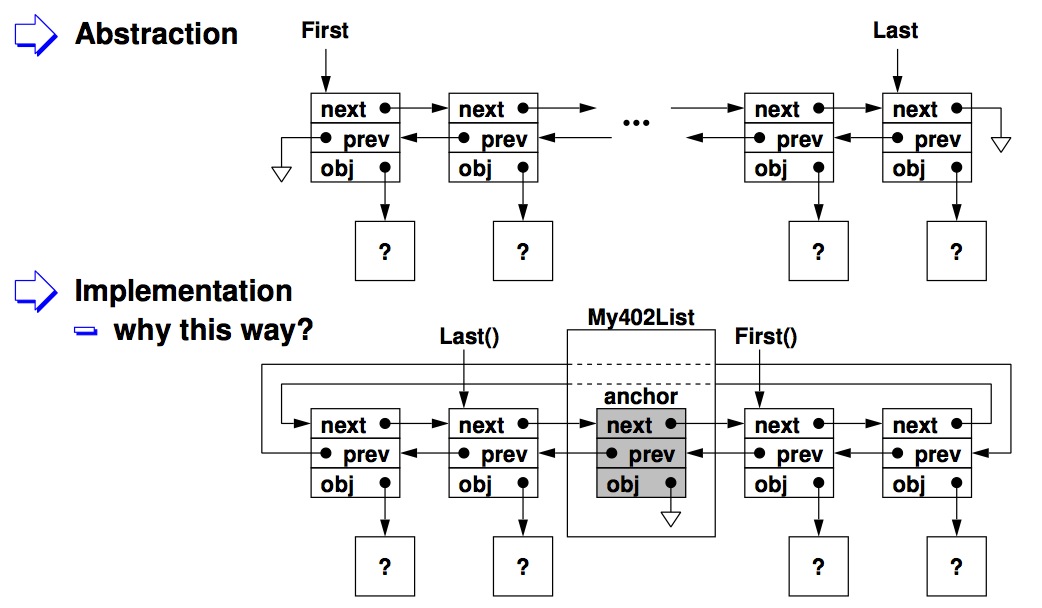 Abstraction
First
Last
next next ... next next
prev prev prev prev
obj obj obj obj
? ? ? ?
Implementation
why this way?
My402List
Last() First()
anchor
next next next next next
prev prev prev prev prev
obj obj obj obj obj
? ? ? ?